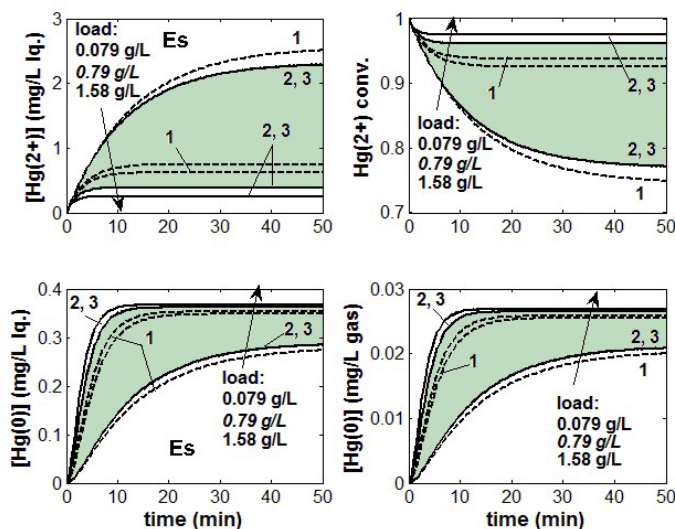 [Hg(2+)] (mg/L lq.)
3
2
1
0
load:
0.079 g/L
0.79 g/L
1.58 g/L
Es
1
2, 3
1
2, 3
0 10 20 30 40 50
Hg(2+) conv.
1
0.9
0.8
0.7
load:
0.079 g/L
0.79 g/L
1.58 g/L
1
2, 3
2, 3
1
0 10 20 30 40 50
[Hg(0)] (mg/L lq.)
0.4
0.3
0.2
0.1
0
2, 3
1
2, 3
1
load:
0.079 g/L
0.79 g/L
1.58 g/L
Es
0 10 20 30 40 50
time (min)
[Hg(0)] (mg/L gas)
0.03
0.02
0.01
0.00
2, 3
1
2, 3
1
load:
0.079 g/L
0.79 g/L
1.58 g/L
0 10 20 30 40 50
time (min)